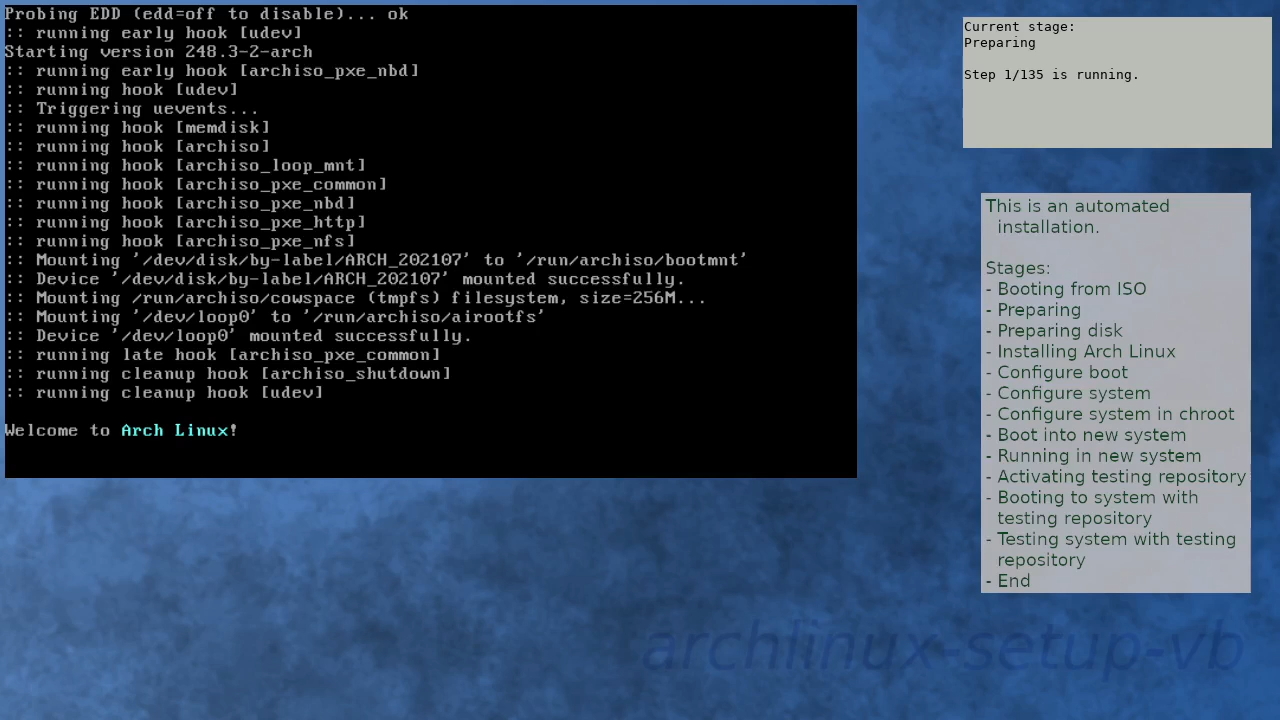 Probing EDD (edd=off to disable)... ok
:: running early hook [udev]
Starting version 248.3-2-arch
:: running early hook [archiso_pxe_nbd]
:: running hook [udev]
:: Triggering uevents...
:: running hook [memdisk]
:: running hook [archiso]
:: running hook [archiso_loop_mnt]
:: running hook [archiso_pxe_common]
:: running hook [archiso_pxe_nbd]
:: running hook [archiso_pxe_http]
:: running hook [archiso_pxe_nfs]
:: Mounting '/dev/disk/by-label/ARCH_202107' to '/run/archiso/bootmnt'
:: Device '/dev/disk/by-label/ARCH_202107' mounted successfully.
:: Mounting /run/archiso/cowspace (tmpfs) filesystem, size=256M...
:: Mounting '/dev/loop0' to '/run/archiso/airootfs'
:: Device '/dev/loop0' mounted successfully.
:: running late hook [archiso_pxe_common]
:: running cleanup hook [archiso_shutdown]
:: running cleanup hook [udev]
Welcome to Arch Linux!
Current stage:
Preparing
Step 1/135 is running.
This is an automated
installation.
Stages:
- Booting from ISO
- Preparing
- Preparing disk
- Installing Arch Linux
- Configure boot
- Configure system
- Configure system in chroot
- Boot into new system
- Running in new system
- Activating testing repository
- Booting to system with
testing repository
- Testing system with testing
repository
- End
archlinux-setup-vb